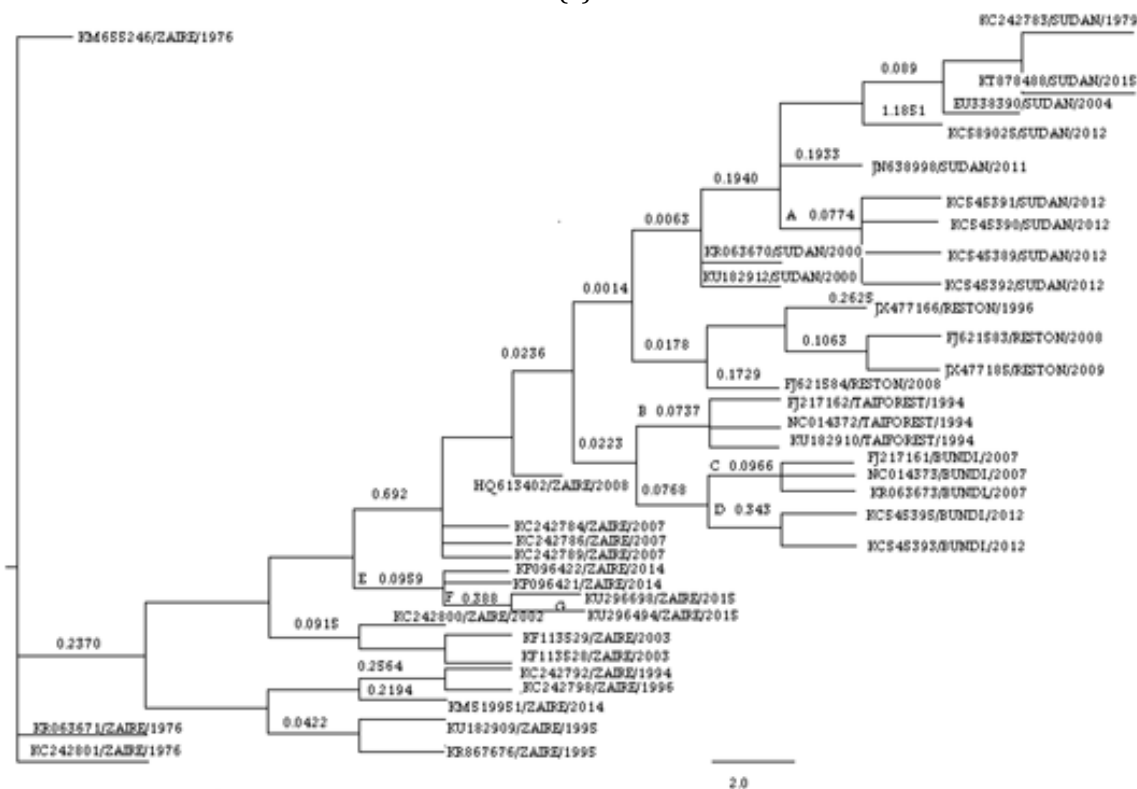 KC242783/SUDAN/1979
KM655246/ZAIRE/1976
0.089
KT878488/SUDAN/2015
EU338390/SUDAN/2004
1.1851
KC589025/SUDAN/2012
0.1933
JN638998/SUDAN/2011
0.1940
KC545391/SUDAN/2012
A 0.0774
0.0063
KC545390/SUDAN/2012
KR063670/SUDAN/2000
KC545389/SUDAN/2012
KU182912/SUDAN/2000
KC545392/SUDAN/2012
0.0014
0.2625
JX477166/RESTON/1996
0.1063
FJ621583/RESTON/2008
0.0178
0.0236
JX477185/RESTON/2009
0.1729
FJ621584/RESTON/2008
FJ217162/TAIFOREST/1994
B 0.0737
NC014372/TAIFOREST/1994
KU182910/TAIFOREST/1994
0.0223
FJ217161/BUNDI/2007
C 0.0966
NC014373/BUNDI/2007
HQ613402/ZAIRE/2008
0.0768
KR063673/BUNDI/2007
0.692
D 0.343
KC545395/BUNDI/2012
KC242784/ZAIRE/2007
KC242786/ZAIRE/2007
KC545393/BUNDI/2012
KC242789/ZAIRE/2007
KF096422/ZAIRE/2014
E 0.0959
KF096421/ZAIRE/2014
F 0.388
KU296698/ZAIRE/2015
G
KC242800/ZAIRE/2002
KU296494/ZAIRE/2015
0.0915
KF113529/ZAIRE/2003
0.2370
KF113528/ZAIRE/2003
0.2564
KC242792/ZAIRE/1994
0.2194
KC242798/ZAIRE/1996
KM519951/ZAIRE/2014
0.0422
KR063671/ZAIRE/1976
KU182909/ZAIRE/1995
KC242801/ZAIRE/1976
KR867676/ZAIRE/1995
2.0